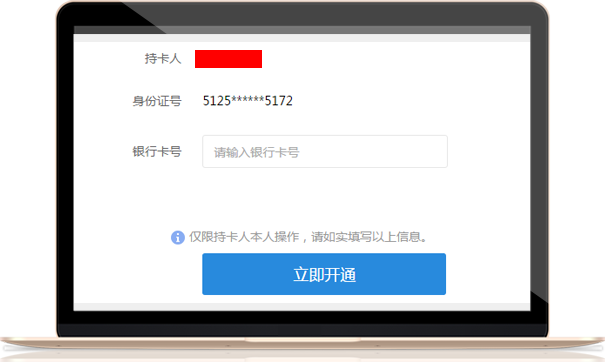 持卡人
身份证号 5125******5172
银行卡号 请输入银行卡号
仅限持卡人本人操作，请如实填写以上信息。
立即开通